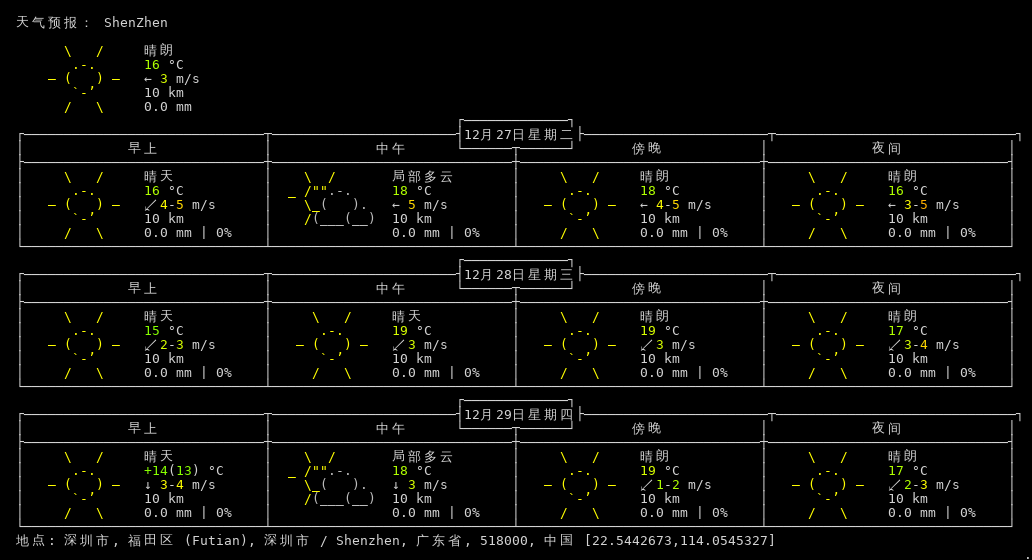 天气预报： ShenZhen
晴朗
16 °C
← 3 m/s
10 km
0.0 mm
12月27日星期二
早上 中午 傍晚 夜间
晴天 局部多云 晴朗 晴朗
16 °C 18 °C 18 °C 16 °C
↙ 4-5 m/s ← 5 m/s ← 4-5 m/s ← 3-5 m/s
10 km 10 km 10 km 10 km
0.0 mm | 0% 0.0 mm | 0% 0.0 mm | 0% 0.0 mm | 0%
12月28日星期三
早上 中午 傍晚 夜间
晴天 晴天 晴朗 晴朗
15 °C 19 °C 19 °C 17 °C
↙ 2-3 m/s ↙ 3 m/s ↙ 3 m/s ↙ 3-4 m/s
10 km 10 km 10 km 10 km
0.0 mm | 0% 0.0 mm | 0% 0.0 mm | 0% 0.0 mm | 0%
12月29日星期四
早上 中午 傍晚 夜间
晴天 局部多云 晴朗 晴朗
+14(13) °C 18 °C 19 °C 17 °C
↓ 3-4 m/s ↓ 3 m/s ↙ 1-2 m/s ↙ 2-3 m/s
10 km 10 km 10 km 10 km
0.0 mm | 0% 0.0 mm | 0% 0.0 mm | 0% 0.0 mm | 0%
地点: 深圳市, 福田区 (Futian), 深圳市 / Shenzhen, 广东省, 518000, 中国 [22.5442673,114.0545327]